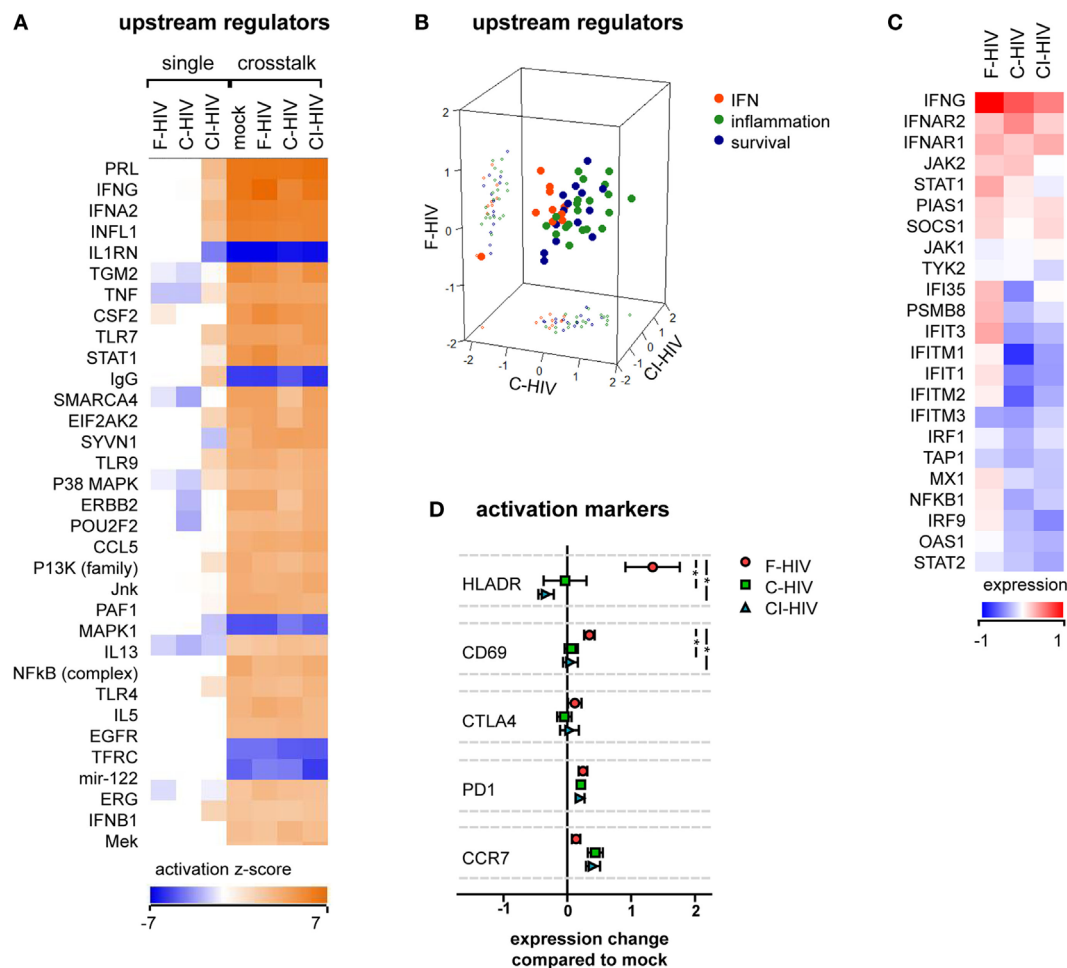 A upstream regulators
single crosstalk
F-HIV C-HIV CI-HIV mock F-HIV C-HIV CI-HIV
PRL
IFNG
IFNA2
INFL1
IL1RN
TGM2
TNF
CSF2
TLR7
STAT1
IgG
SMARCA4
EIF2AK2
SYVN1
TLR9
P38 MAPK
ERBB2
POU2F2
CCL5
P13K (family)
Jnk
PAF1
MAPK1
IL13
NFkB (complex)
TLR4
IL5
EGFR
TFRC
mir-122
ERG
IFNB1
Mek
activation z-score
-7 7
B upstream regulators
IFN
inflammation
survival
F-HIV
2
1
0
-1
-2
-2 -1 0 1 2
C-HIV
-2 -1 0 1 2
CI-HIV
C
F-HIV C-HIV CI-HIV
IFNG
IFNAR2
IFNAR1
JAK2
STAT1
PIAS1
SOCS1
JAK1
TYK2
IFI35
PSMB8
IFIT3
IFITM1
IFIT1
IFITM2
IFITM3
IRF1
TAP1
MX1
NFKB1
IRF9
OAS1
STAT2
expression
-1 1
D activation markers
F-HIV
C-HIV
CI-HIV
HLADR
* *
CD69
* *
CTLA4
PD1
CCR7
-1 0 1 2
expression change
compared to mock